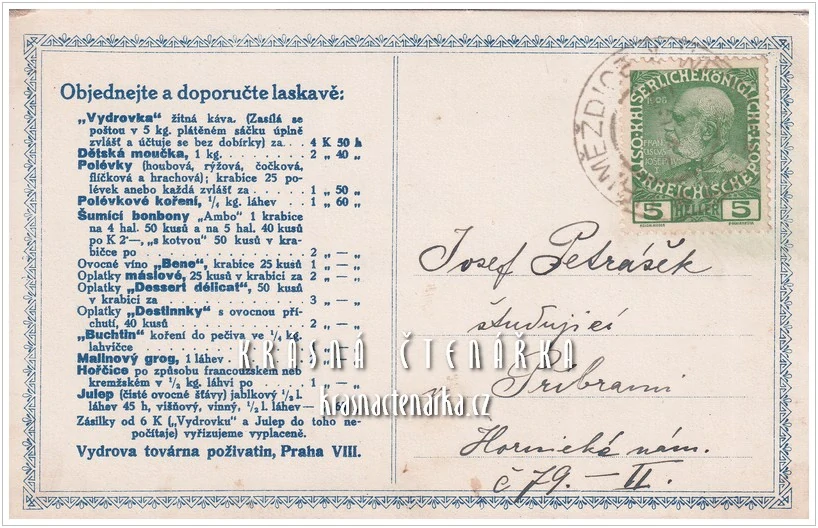 Objednejte a doporučte laskavě:
„Vydrovka" žitná káva. (Zasílá se
poštou v 5 kg. plátěném sáčku úplně
zvlášť a účtuje se bez dobírky) za . . 4 K 50 h
Dětská moučka, 1 kg. . . . . . . . 2 „ 40 „
Polévky (houbová, rýžová, čočková,
flíčková a hrachová); krabice 25 po-
lévek anebo každá zvlášť za . . . . 1 „ 50 „
Polévkové koření, ¼ kg. láhev . . 1 „ 60 „
Šumící bonbony „Ambo" 1 krabice
na 4 hal. 50 kusů a na 5 hal. 40 kusů
po K 2·—, „s kotvou" 50 kusů v kra-
bičce po . . . . . . . . . . . 2 „ — „
Ovocné víno „Bene", krabice 25 kusů 1 „ — „
Oplatky máslové, 25 kusů v krabici za 2 „ — „
Oplatky „Dessert délicat", 50 kusů
v krabici za . . . . . . . . . . 3 „ — „
Oplatky „Destinnky" s ovocnou pří-
chutí, 40 kusů . . . . . . . . . 2 „ — „
„Buchtin" koření do pečiva ve ¼ kg.
lahvičce
Malinový grog, 1 láhev
Hořčice po způsobu francouzském neb
kremžském v ½ kg. láhvi po . . . 1 „ — „
Julep (čisté ovocné šťávy) jablkový ½ l.
láhev 45 h, višňový, vinný, ½ l. láhev
Zásilky od 6 K („Vydrovku" a Julep do toho ne-
počítaje) vyřizujeme vyplaceně.
Vydrova továrna poživatin, Praha VIII.
KAISERLICHE KÖNIGLICHE
ÖSTERREICHISCHE POST
1908
5 HELLER 5
Josef Petrášek
študující
v Příbrami
Hornická nám.
č 79. – II.
KRÁSNÁ ČTENÁŘKA
krasnactenarka.cz